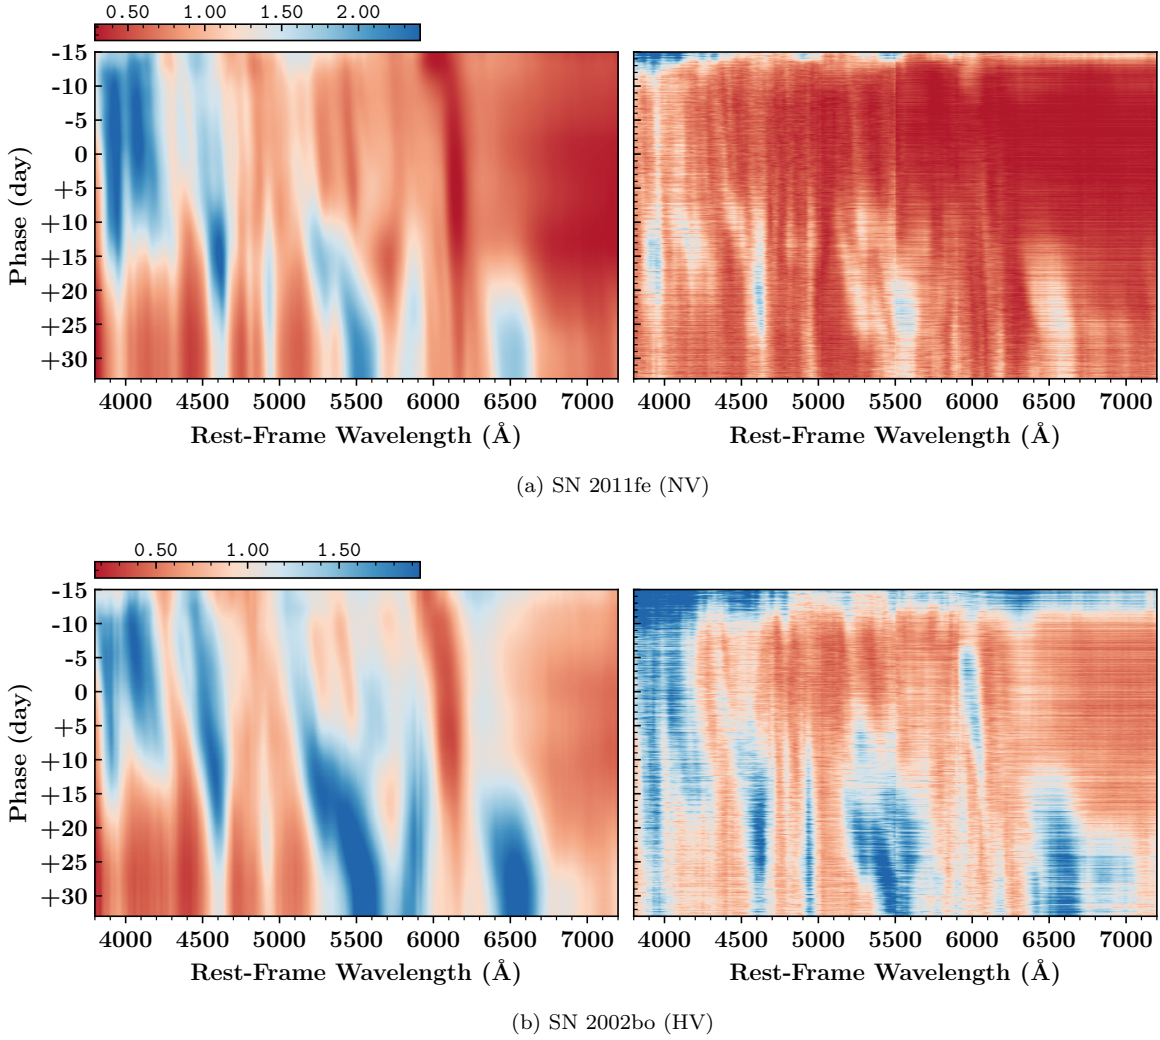 0.50 1.00 1.50 2.00
-15
-10
-5
0
+5
+10
+15
+20
+25
+30
Phase (day)
4000 4500 5000 5500 6000 6500 7000
4000 4500 5000 5500 6000 6500 7000
Rest-Frame Wavelength (Å)
Rest-Frame Wavelength (Å)
(a) SN 2011fe (NV)
0.50 1.00 1.50
-15
-10
-5
0
+5
+10
+15
+20
+25
+30
Phase (day)
4000 4500 5000 5500 6000 6500 7000
4000 4500 5000 5500 6000 6500 7000
Rest-Frame Wavelength (Å)
Rest-Frame Wavelength (Å)
(b) SN 2002bo (HV)